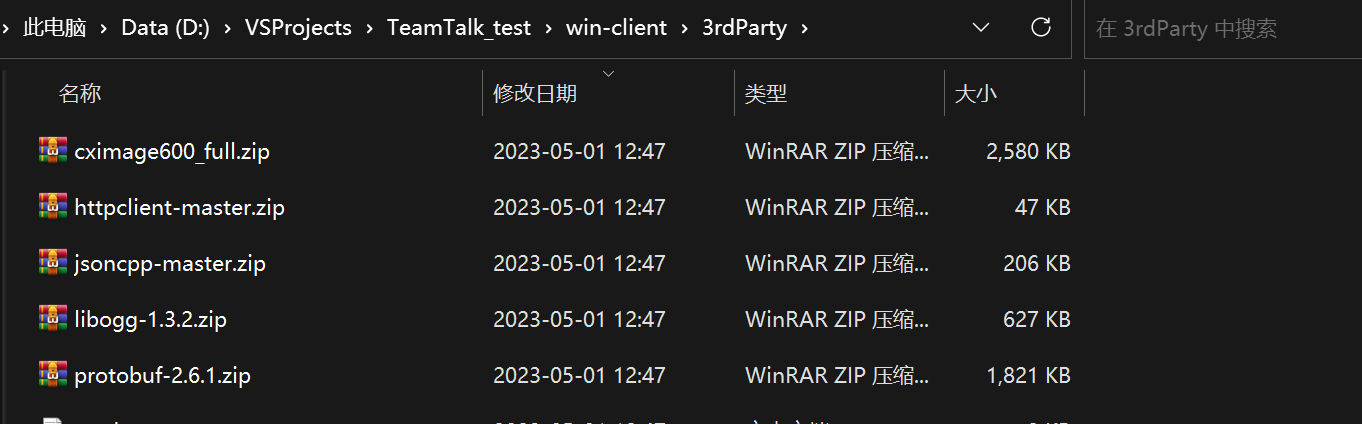 › 此电脑 › Data (D:) › VSProjects › TeamTalk_test › win-client › 3rdParty › 在 3rdParty 中搜索
名称 修改日期 类型 大小
cximage600_full.zip 2023-05-01 12:47 WinRAR ZIP 压缩... 2,580 KB
httpclient-master.zip 2023-05-01 12:47 WinRAR ZIP 压缩... 47 KB
jsoncpp-master.zip 2023-05-01 12:47 WinRAR ZIP 压缩... 206 KB
libogg-1.3.2.zip 2023-05-01 12:47 WinRAR ZIP 压缩... 627 KB
protobuf-2.6.1.zip 2023-05-01 12:47 WinRAR ZIP 压缩... 1,821 KB